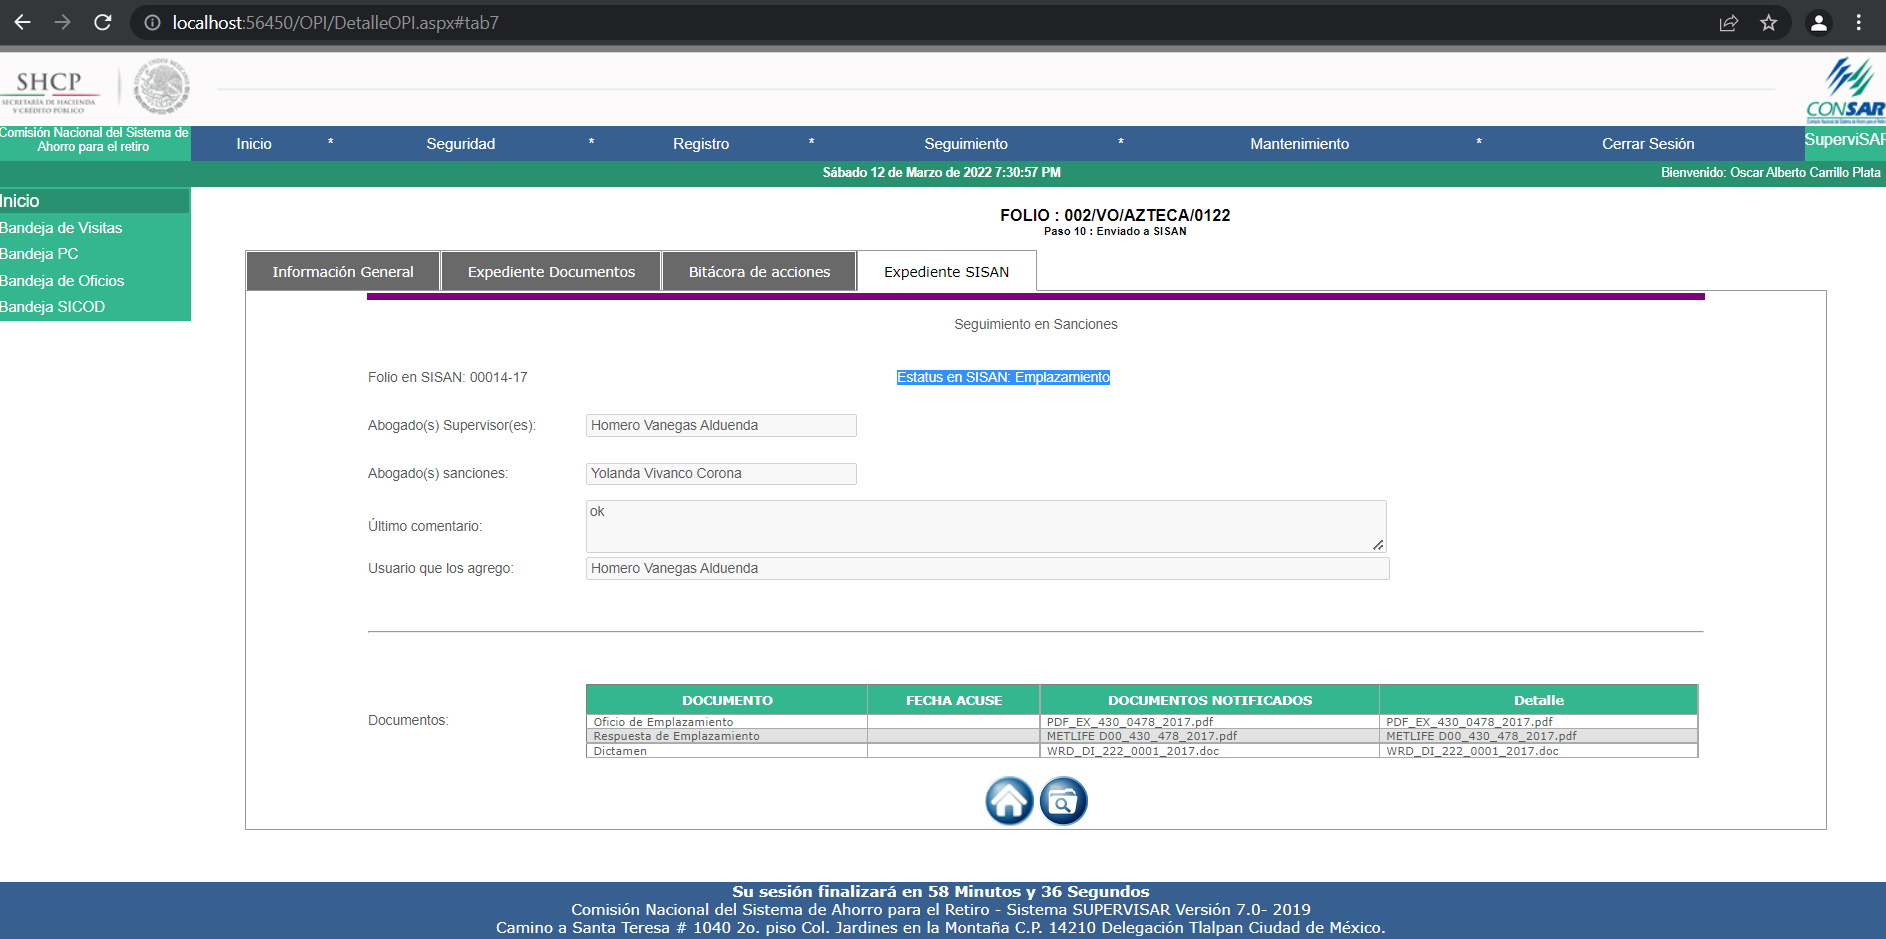 localhost:56450/OPI/DetalleOPI.aspx#tab7
SHCP
SECRETARÍA DE HACIENDA
Y CRÉDITO PÚBLICO
CONSAR
Comisión Nacional del Sistema de
Ahorro para el retiro
Inicio * Seguridad * Registro * Seguimiento * Mantenimiento * Cerrar Sesión
SuperviSAR
Sábado 12 de Marzo de 2022 7:30:57 PM
Bienvenido: Oscar Alberto Carrillo Plata
Inicio
Bandeja de Visitas
Bandeja PC
Bandeja de Oficios
Bandeja SICOD
FOLIO : 002/VO/AZTECA/0122
Paso 10 : Enviado a SISAN
Información General Expediente Documentos Bitácora de acciones Expediente SISAN
Seguimiento en Sanciones
Folio en SISAN: 00014-17 Estatus en SISAN: Emplazamiento
Abogado(s) Supervisor(es): Homero Vanegas Alduenda
Abogado(s) sanciones: Yolanda Vivanco Corona
Último comentario: ok
Usuario que los agrego: Homero Vanegas Alduenda
Documentos:
DOCUMENTO FECHA ACUSE DOCUMENTOS NOTIFICADOS Detalle
Oficio de Emplazamiento PDF_EX_430_0478_2017.pdf PDF_EX_430_0478_2017.pdf
Respuesta de Emplazamiento METLIFE D00_430_478_2017.pdf METLIFE D00_430_478_2017.pdf
Dictamen WRD_DI_222_0001_2017.doc WRD_DI_222_0001_2017.doc
Su sesión finalizará en 58 Minutos y 36 Segundos
Comisión Nacional del Sistema de Ahorro para el Retiro - Sistema SUPERVISAR Versión 7.0- 2019
Camino a Santa Teresa # 1040 2o. piso Col. Jardines en la Montaña C.P. 14210 Delegación Tlalpan Ciudad de México.